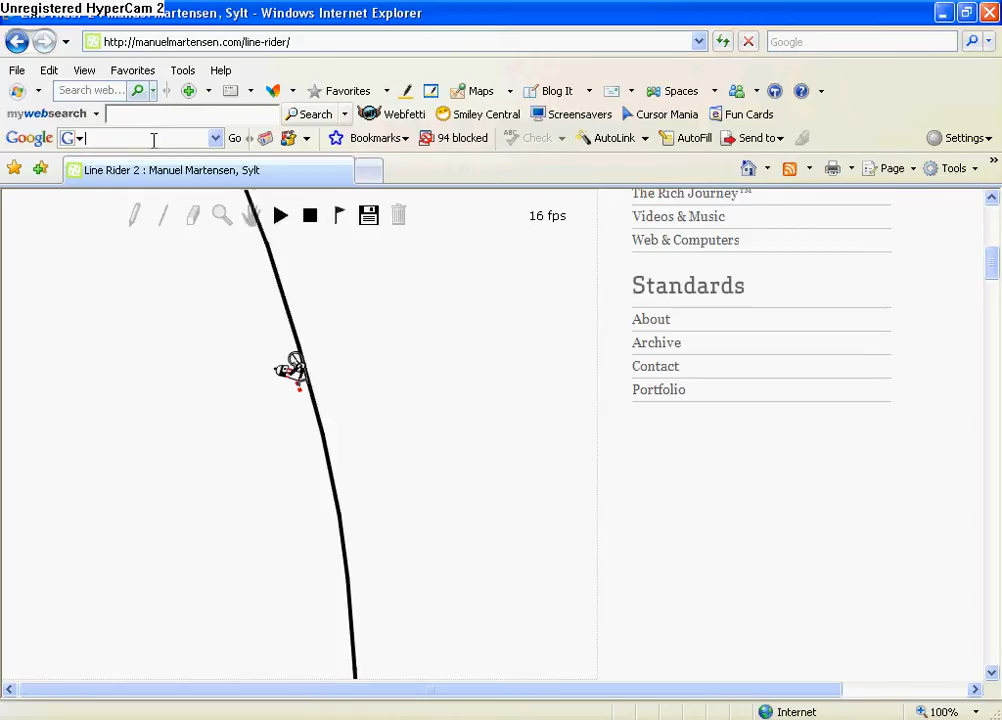 Unregistered HyperCam 2
Martensen, Sylt - Windows Internet Explorer
http://manuelmartensen.com/line-rider/
Google
File Edit View Favorites Tools Help
Search web...
Favorites
Maps
Blog It
Spaces
mywebsearch
Search
Webfetti
Smiley Central
Screensavers
Cursor Mania
Fun Cards
Google
G
Go
Bookmarks
94 blocked
Check
AutoLink
AutoFill
Send to
Settings
Line Rider 2 : Manuel Martensen, Sylt
Page
Tools
16 fps
The Rich Journey™
Videos & Music
Web & Computers
Standards
About
Archive
Contact
Portfolio
Internet
100%